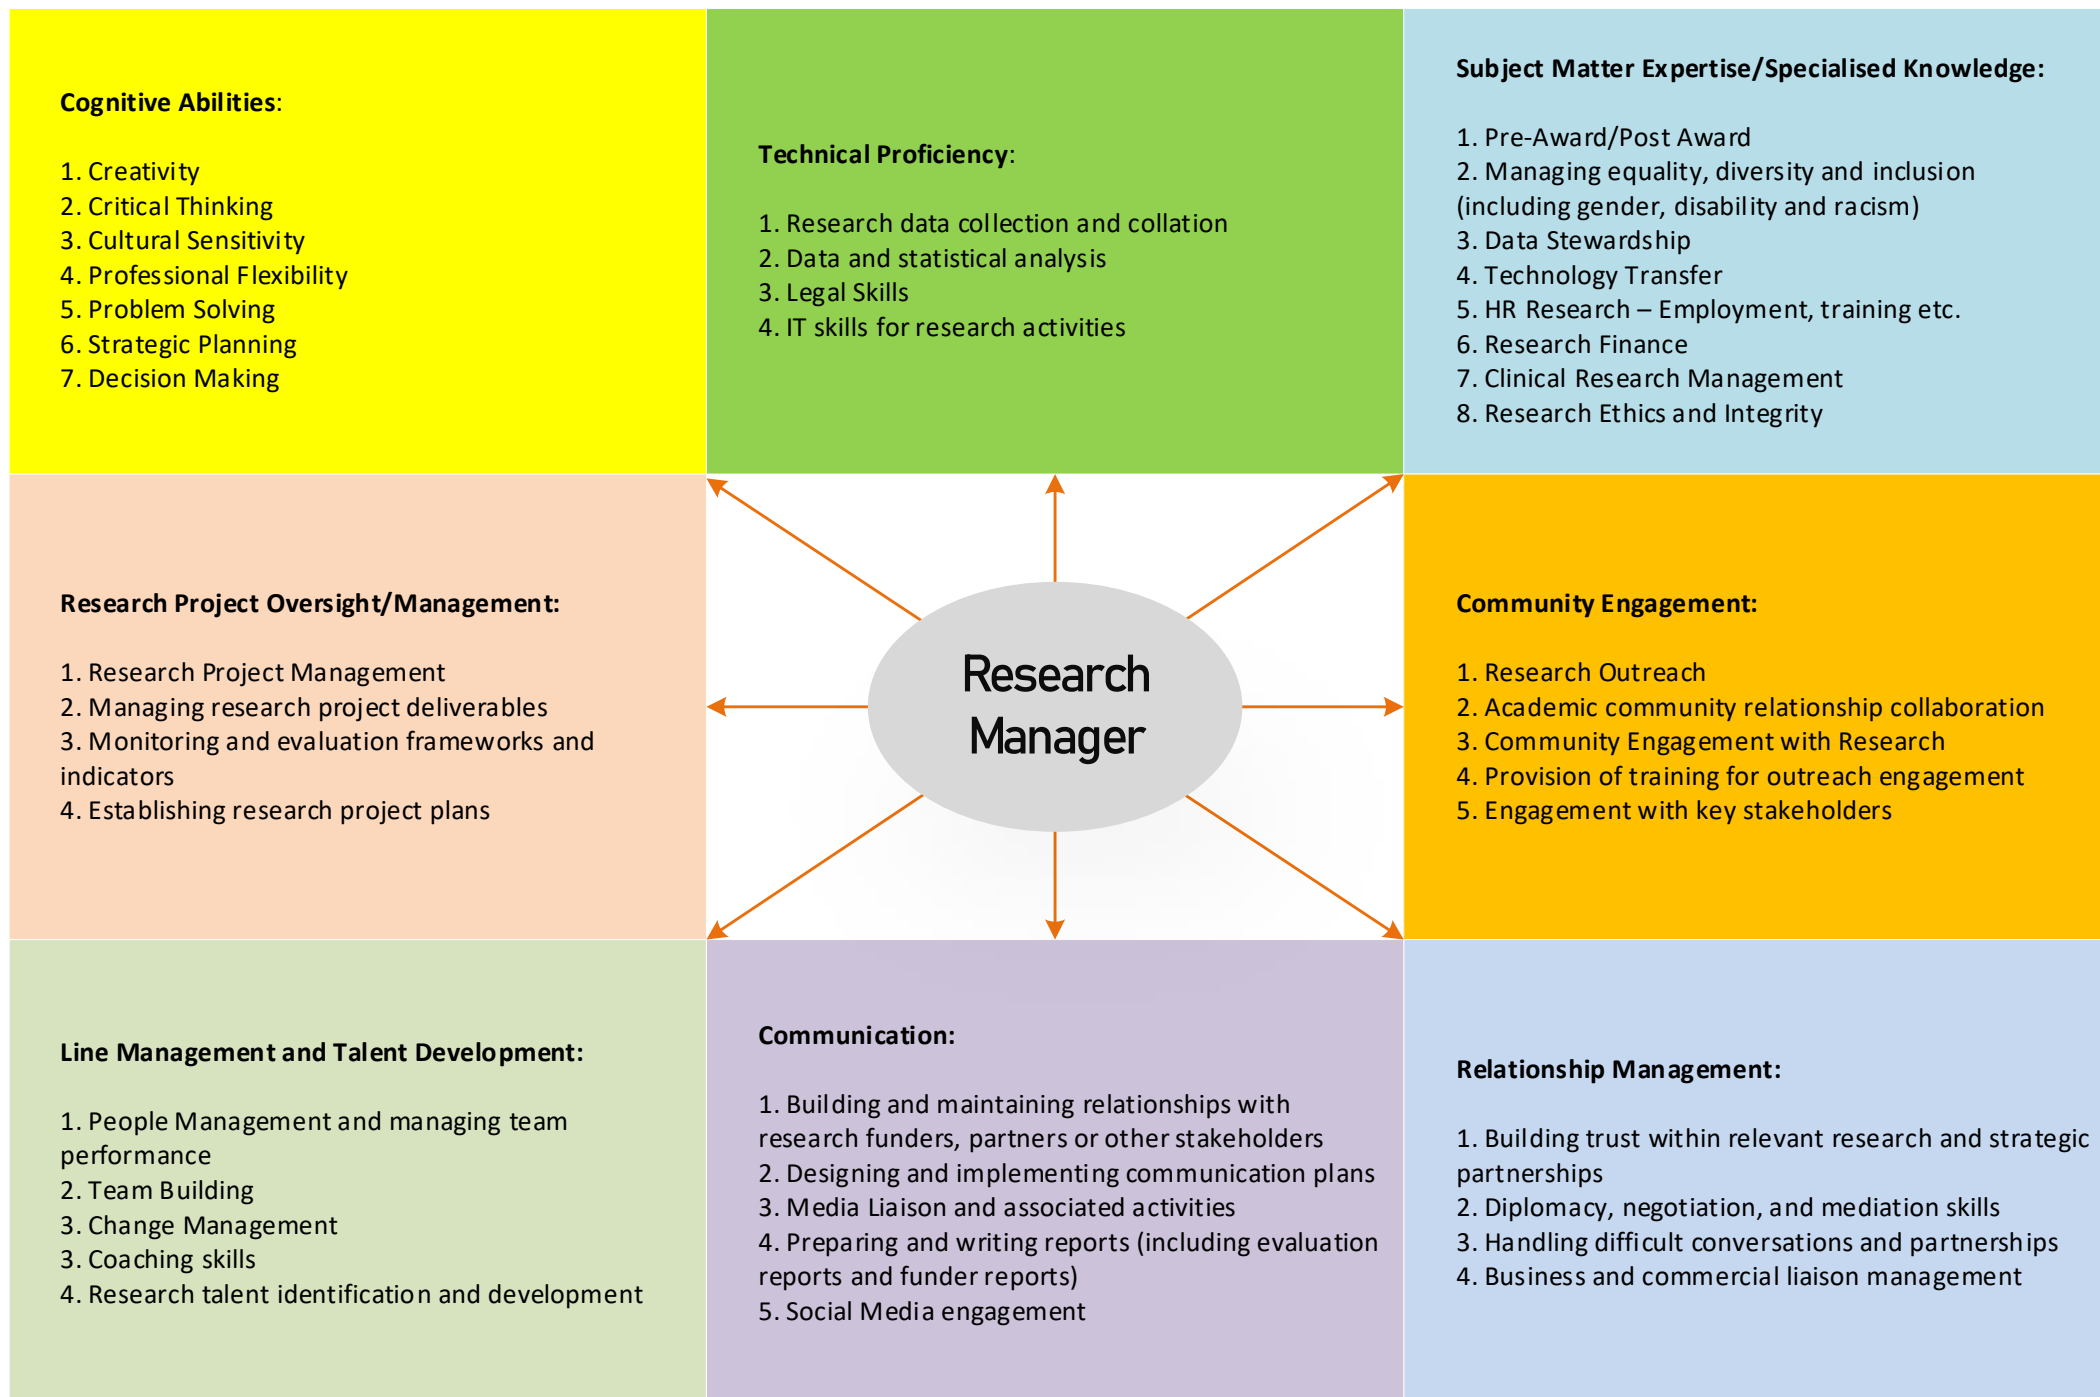 Cognitive Abilities:
1. Creativity
2. Critical Thinking
3. Cultural Sensitivity
4. Professional Flexibility
5. Problem Solving
6. Strategic Planning
7. Decision Making
Technical Proficiency:
1. Research data collection and collation
2. Data and statistical analysis
3. Legal Skills
4. IT skills for research activities
Subject Matter Expertise/Specialised Knowledge:
1. Pre-Award/Post Award
2. Managing equality, diversity and inclusion
(including gender, disability and racism)
3. Data Stewardship
4. Technology Transfer
5. HR Research – Employment, training etc.
6. Research Finance
7. Clinical Research Management
8. Research Ethics and Integrity
Research Project Oversight/Management:
1. Research Project Management
2. Managing research project deliverables
3. Monitoring and evaluation frameworks and
indicators
4. Establishing research project plans
Research
Manager
Community Engagement:
1. Research Outreach
2. Academic community relationship collaboration
3. Community Engagement with Research
4. Provision of training for outreach engagement
5. Engagement with key stakeholders
Line Management and Talent Development:
1. People Management and managing team
performance
2. Team Building
3. Change Management
3. Coaching skills
4. Research talent identification and development
Communication:
1. Building and maintaining relationships with
research funders, partners or other stakeholders
2. Designing and implementing communication plans
3. Media Liaison and associated activities
4. Preparing and writing reports (including evaluation
reports and funder reports)
5. Social Media engagement
Relationship Management:
1. Building trust within relevant research and strategic
partnerships
2. Diplomacy, negotiation, and mediation skills
3. Handling difficult conversations and partnerships
4. Business and commercial liaison management